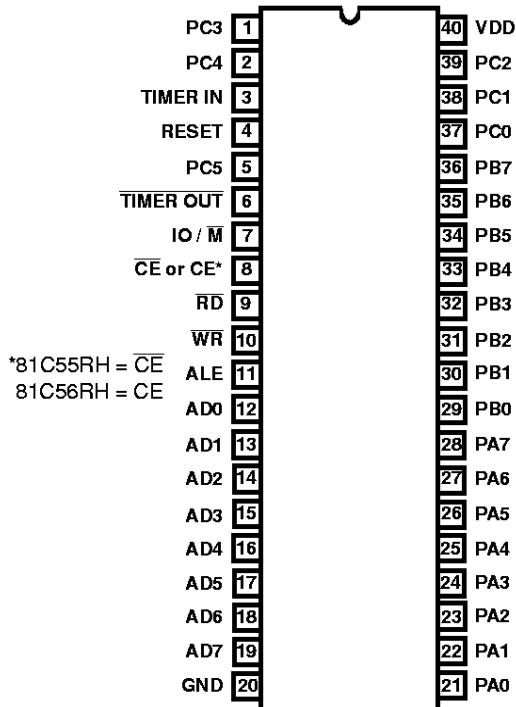 PC3 1 40 VDD
PC4 2 39 PC2
TIMER IN 3 38 PC1
RESET 4 37 PC0
PC5 5 36 PB7
TIMER OUT 6 35 PB6
IO / M 7 34 PB5
CE or CE* 8 33 PB4
RD 9 32 PB3
WR 10 31 PB2
*81C55RH = CE
ALE 11 30 PB1
81C56RH = CE
AD0 12 29 PB0
AD1 13 28 PA7
AD2 14 27 PA6
AD3 15 26 PA5
AD4 16 25 PA4
AD5 17 24 PA3
AD6 18 23 PA2
AD7 19 22 PA1
GND 20 21 PA0